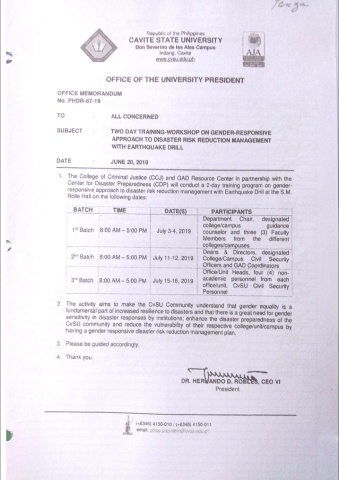 Republic of the Philippines
CAVITE STATE UNIVERSITY
Don Severino de las Alas Campus
Indang, Cavite
www.cvsu.edu.ph
AJA
OFFICE OF THE UNIVERSITY PRESIDENT
OFFICE MEMORANDUM
No. PHDR-67-19
TO : ALL CONCERNED
SUBJECT : TWO DAY TRAINING-WORKSHOP ON GENDER-RESPONSIVE
APPROACH TO DISASTER RISK REDUCTION MANAGEMENT
WITH EARTHQUAKE DRILL
DATE : JUNE 20, 2019
1. The College of Criminal Justice (CCJ) and GAD Resource Center in partnership with the
Center for Disaster Preparedness (CDP) will conduct a 2-day training program on gender-
responsive approach to disaster risk reduction management with Earthquake Drill at the S.M.
Rolle Hall on the following dates:
BATCH TIME DATE(S) PARTICIPANTS
1st Batch 8:00 AM – 5:00 PM July 3-4, 2019 Department Chair, designated
college/campus guidance
counselor and three (3) Faculty
Members from the different
colleges/campuses
2nd Batch 8:00 AM – 5:00 PM July 11-12, 2019 Deans & Directors, designated
College/Campus Civil Security
Officers and GAD Coordinators
3rd Batch 8:00 AM – 5:00 PM July 15-16, 2019 Office/Unit Heads, four (4) non-
academic personnel from each
office/unit, CvSU Civil Security
Personnel
2. The activity aims to make the CvSU Community understand that gender equality is a
fundamental part of increased resilience to disasters and that there is a great need for gender
sensitivity in disaster responses by institutions; enhance the disaster preparedness of the
CvSU community and reduce the vulnerability of their respective college/unit/campus by
having a gender responsive disaster risk reduction management plan.
3. Please be guided accordingly.
4. Thank you.
DR. HERNANDO D. ROBLES, CEO VI
President
(+6346) 4150-010 (+6346) 4150-011
email: